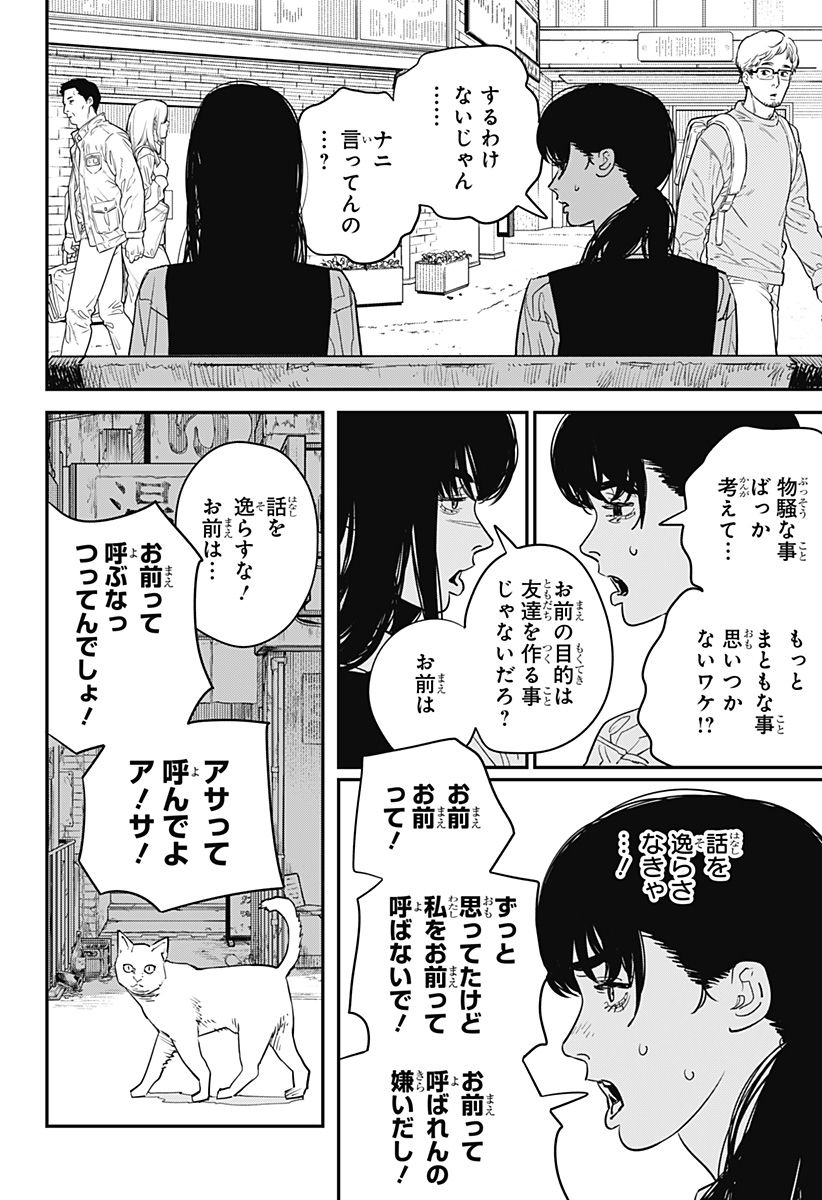 するわけ
ないじゃん
……
ナニ
言ってんの
…?
物騒な事
ばっか
考えて…
もっと
まともな事
思いつか
ないワケ!?
お前の目的は
友達を作る事
じゃないだろ?
お前は
話を
逸らさ
なきゃ
…!
お前
お前
って!
ずっと
思ってたけど
私をお前って
呼ばないで!
お前って
呼ばれんの
嫌いだし!
話を
逸らすな!
お前は…
お前って
呼ぶなっ
つってんでしょ!
アサって
呼んでよ
ア!サ!